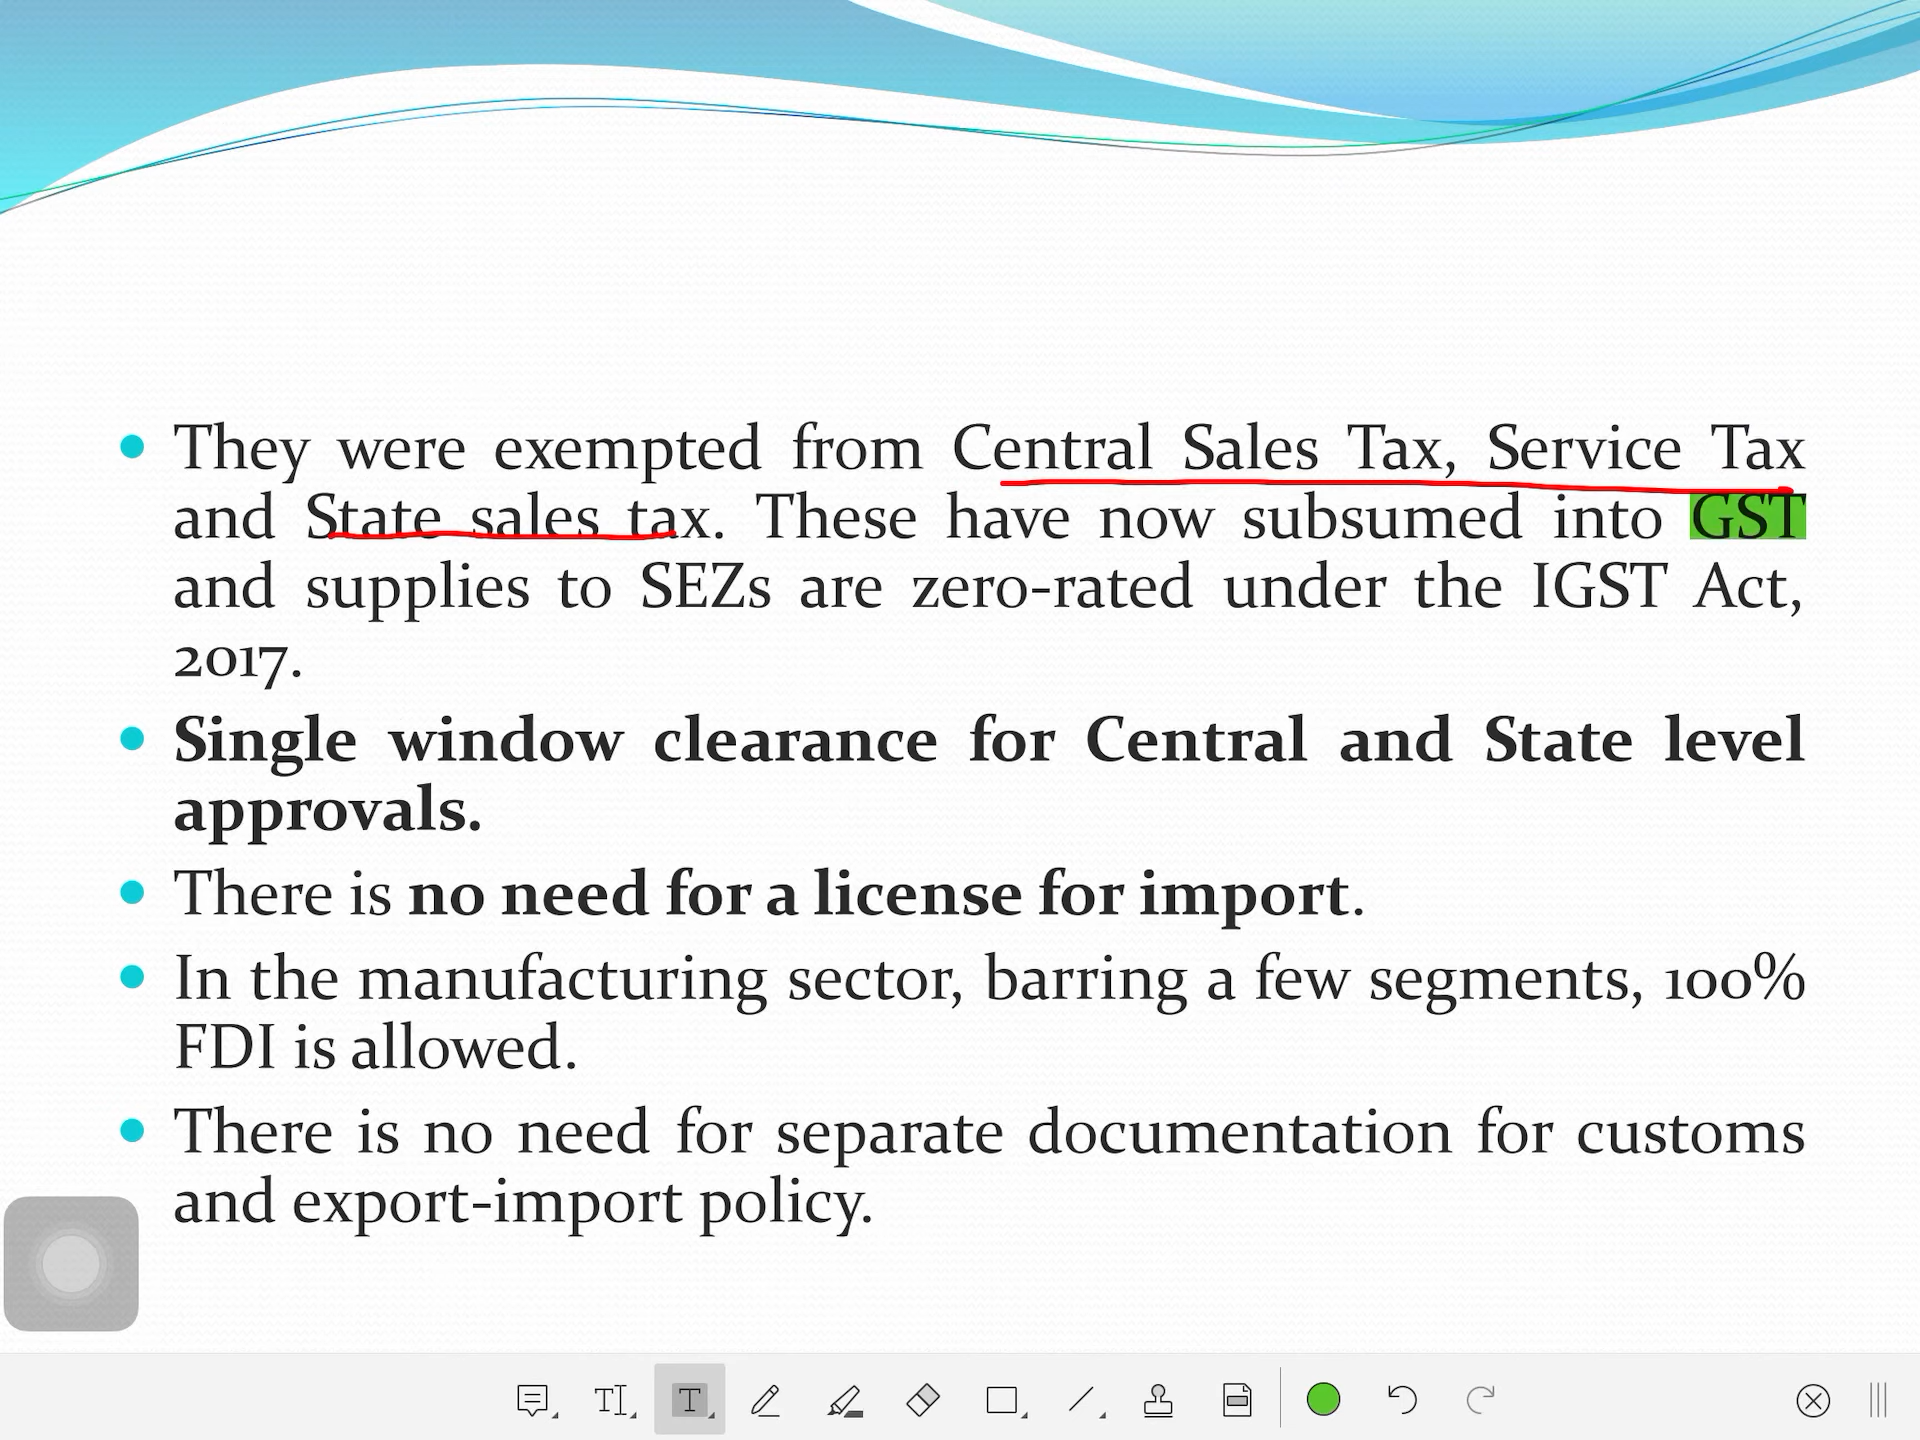 They were exempted from Central Sales Tax, Service Tax
and State sales tax. These have now subsumed into GST
and supplies to SEZs are zero-rated under the IGST Act,
2017.
Single window clearance for Central and State level
approvals.
There is no need for a license for import.
In the manufacturing sector, barring a few segments, 100%
FDI is allowed.
There is no need for separate documentation for customs
and export-import policy.